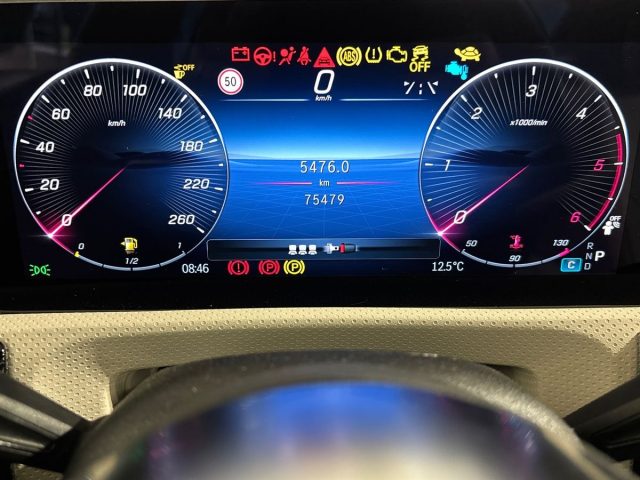 OFF
ABS
OFF
50
0
km/h
0 20 40 60 80 100 120 140 180 220 260
km/h
0 1 2 3 4 5 6
x1000/min
5476.0
km
75479
0 1/2 1
50 90 130
OFF
08:46
P
P
12.5°C
C
R
N P
D